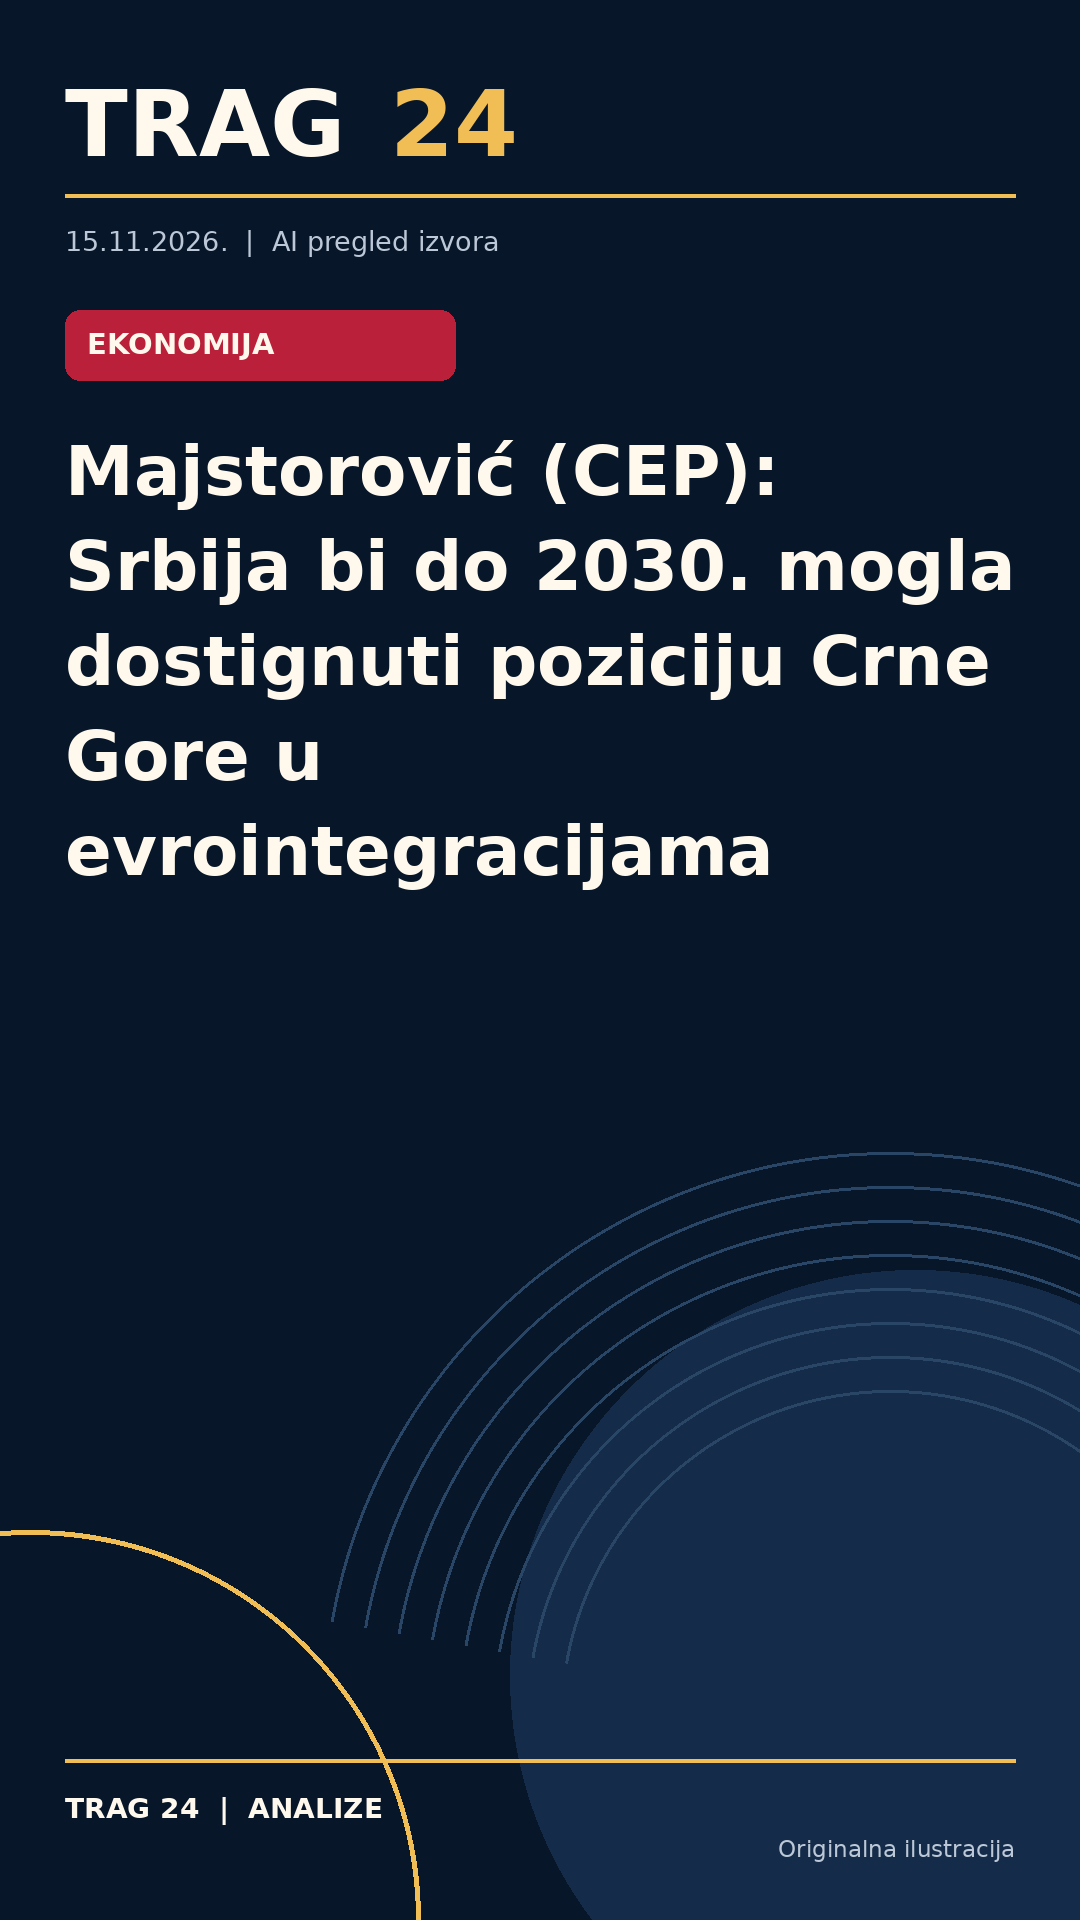 TRAG 24
15.11.2026. | AI pregled izvora
EKONOMIJA
Majstorović (CEP):
Srbija bi do 2030. mogla
dostignuti poziciju Crne
Gore u
evrointegracijama
TRAG 24 | ANALIZE
Originalna ilustracija